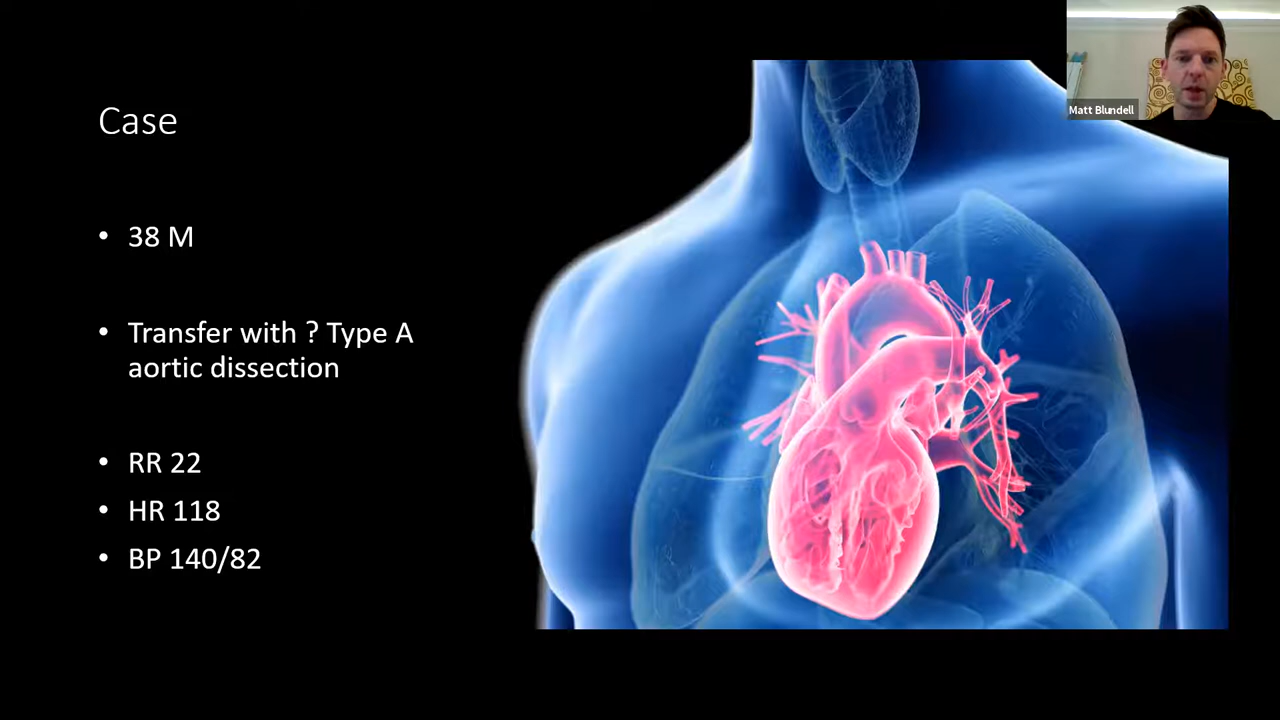 Case
• 38 M
• Transfer with ? Type A
aortic dissection
• RR 22
• HR 118
• BP 140/82
Matt Blundell